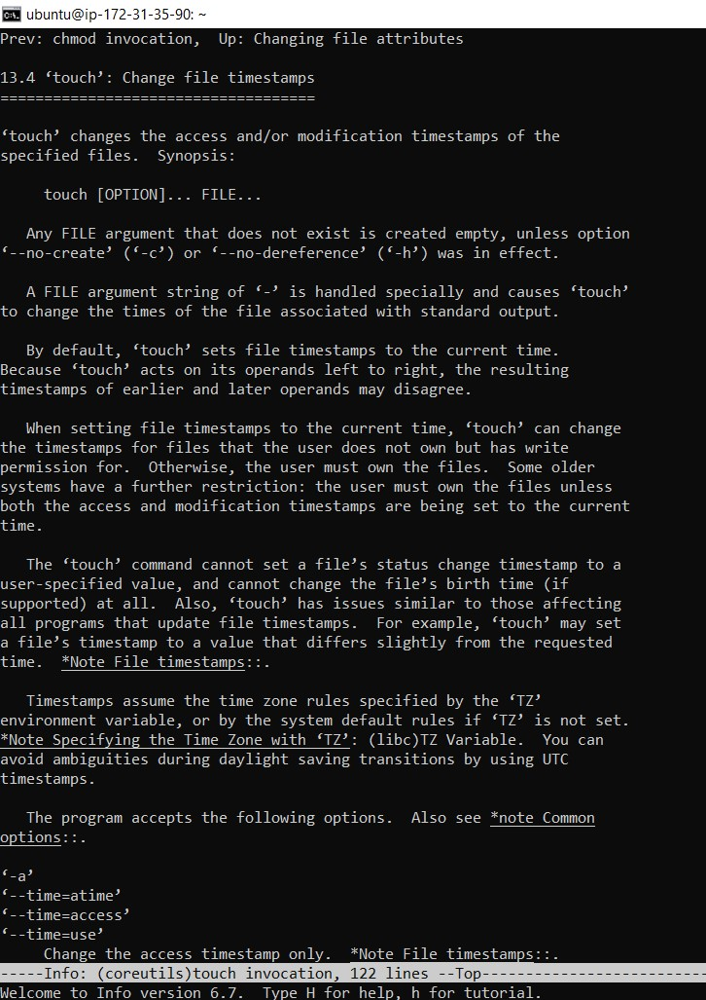 ubuntu@ip-172-31-35-90: ~
Prev: chmod invocation,  Up: Changing file attributes
13.4 ‘touch’: Change file timestamps
====================================
‘touch’ changes the access and/or modification timestamps of the
specified files.  Synopsis:
touch [OPTION]... FILE...
Any FILE argument that does not exist is created empty, unless option
‘--no-create’ (‘-c’) or ‘--no-dereference’ (‘-h’) was in effect.
A FILE argument string of ‘-’ is handled specially and causes ‘touch’
to change the times of the file associated with standard output.
By default, ‘touch’ sets file timestamps to the current time.
Because ‘touch’ acts on its operands left to right, the resulting
timestamps of earlier and later operands may disagree.
When setting file timestamps to the current time, ‘touch’ can change
the timestamps for files that the user does not own but has write
permission for.  Otherwise, the user must own the files.  Some older
systems have a further restriction: the user must own the files unless
both the access and modification timestamps are being set to the current
time.
The ‘touch’ command cannot set a file’s status change timestamp to a
user-specified value, and cannot change the file’s birth time (if
supported) at all.  Also, ‘touch’ has issues similar to those affecting
all programs that update file timestamps.  For example, ‘touch’ may set
a file’s timestamp to a value that differs slightly from the requested
time.  *Note File timestamps::.
Timestamps assume the time zone rules specified by the ‘TZ’
environment variable, or by the system default rules if ‘TZ’ is not set.
*Note Specifying the Time Zone with ‘TZ’: (libc)TZ Variable.  You can
avoid ambiguities during daylight saving transitions by using UTC
timestamps.
The program accepts the following options.  Also see *note Common
options::.
‘-a’
‘--time=atime’
‘--time=access’
‘--time=use’
Change the access timestamp only.  *Note File timestamps::.
-----Info: (coreutils)touch invocation, 122 lines --Top--------------------------
Welcome to Info version 6.7.  Type H for help, h for tutorial.